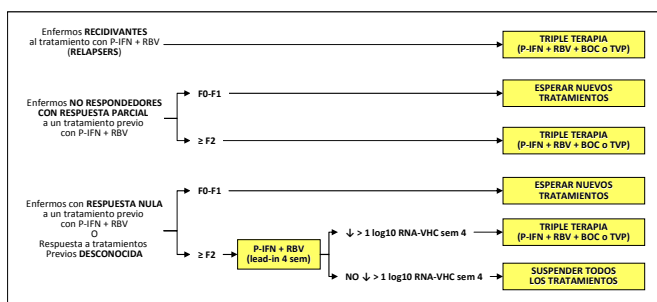 Enfermos RECIDIVANTES
al tratamiento con P-IFN + RBV
(RELAPSERS)
TRIPLE TERAPIA
(P-IFN + RBV + BOC o TVP)
Enfermos NO RESPONDEDORES
CON RESPUESTA PARCIAL
a un tratamiento previo
con P-IFN + RBV
F0-F1
ESPERAR NUEVOS
TRATAMIENTOS
≥ F2
TRIPLE TERAPIA
(P-IFN + RBV + BOC o TVP)
Enfermos con RESPUESTA NULA
a un tratamiento previo
con P-IFN + RBV
O
Respuesta a tratamientos
Previos DESCONOCIDA
F0-F1
ESPERAR NUEVOS
TRATAMIENTOS
≥ F2
P-IFN + RBV
(lead-in 4 sem)
↓ > 1 log10 RNA-VHC sem 4
TRIPLE TERAPIA
(P-IFN + RBV + BOC o TVP)
NO ↓ > 1 log10 RNA-VHC sem 4
SUSPENDER TODOS
LOS TRATAMIENTOS